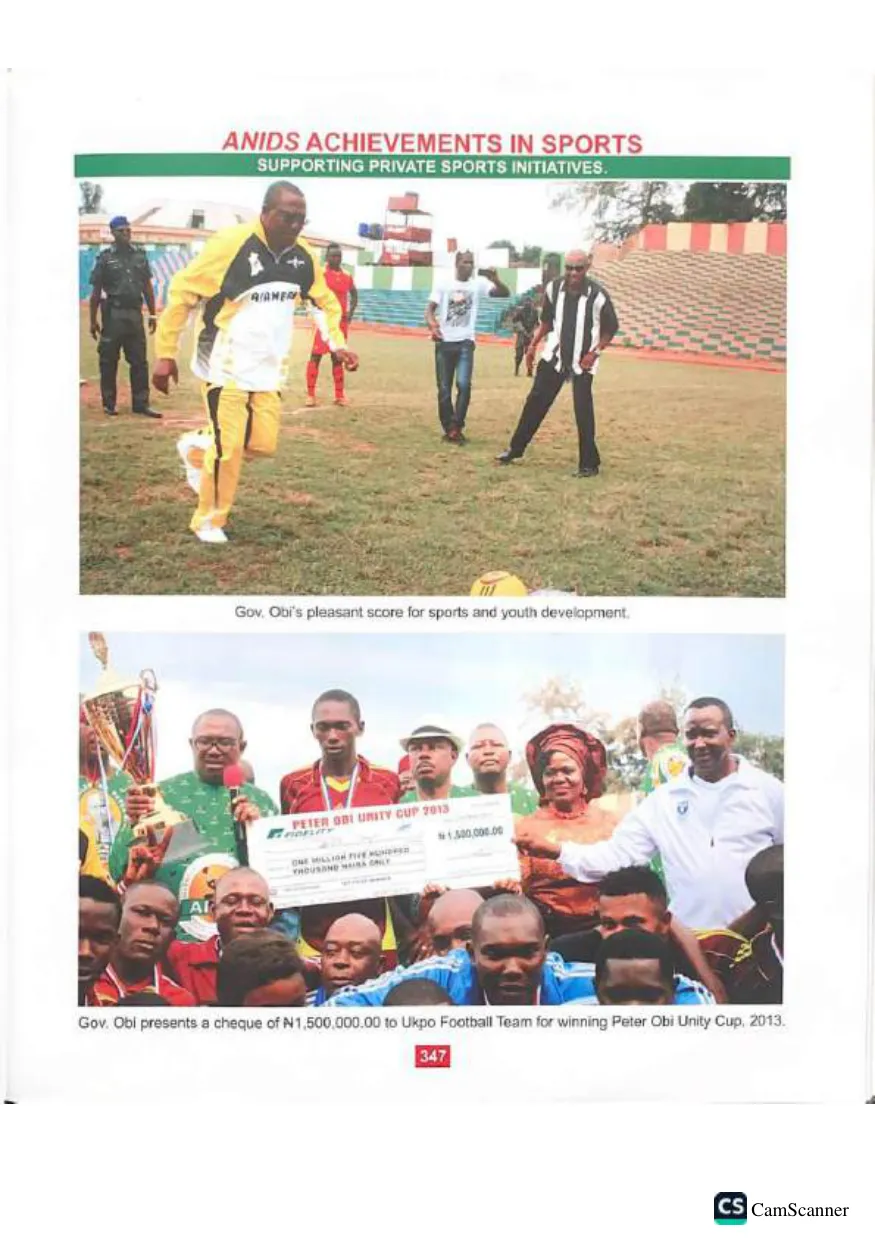 ANIDS ACHIEVEMENTS IN SPORTS
SUPPORTING PRIVATE SPORTS INITIATIVES.
Gov. Obi's pleasant score for sports and youth development.
PETER OBI UNITY CUP 2013
FIDELITY
₦1,500,000.00
ONE MILLION FIVE HUNDRED
THOUSAND NAIRA ONLY
Gov. Obi presents a cheque of ₦1,500,000.00 to Ukpo Football Team for winning Peter Obi Unity Cup, 2013.
347
CS CamScanner